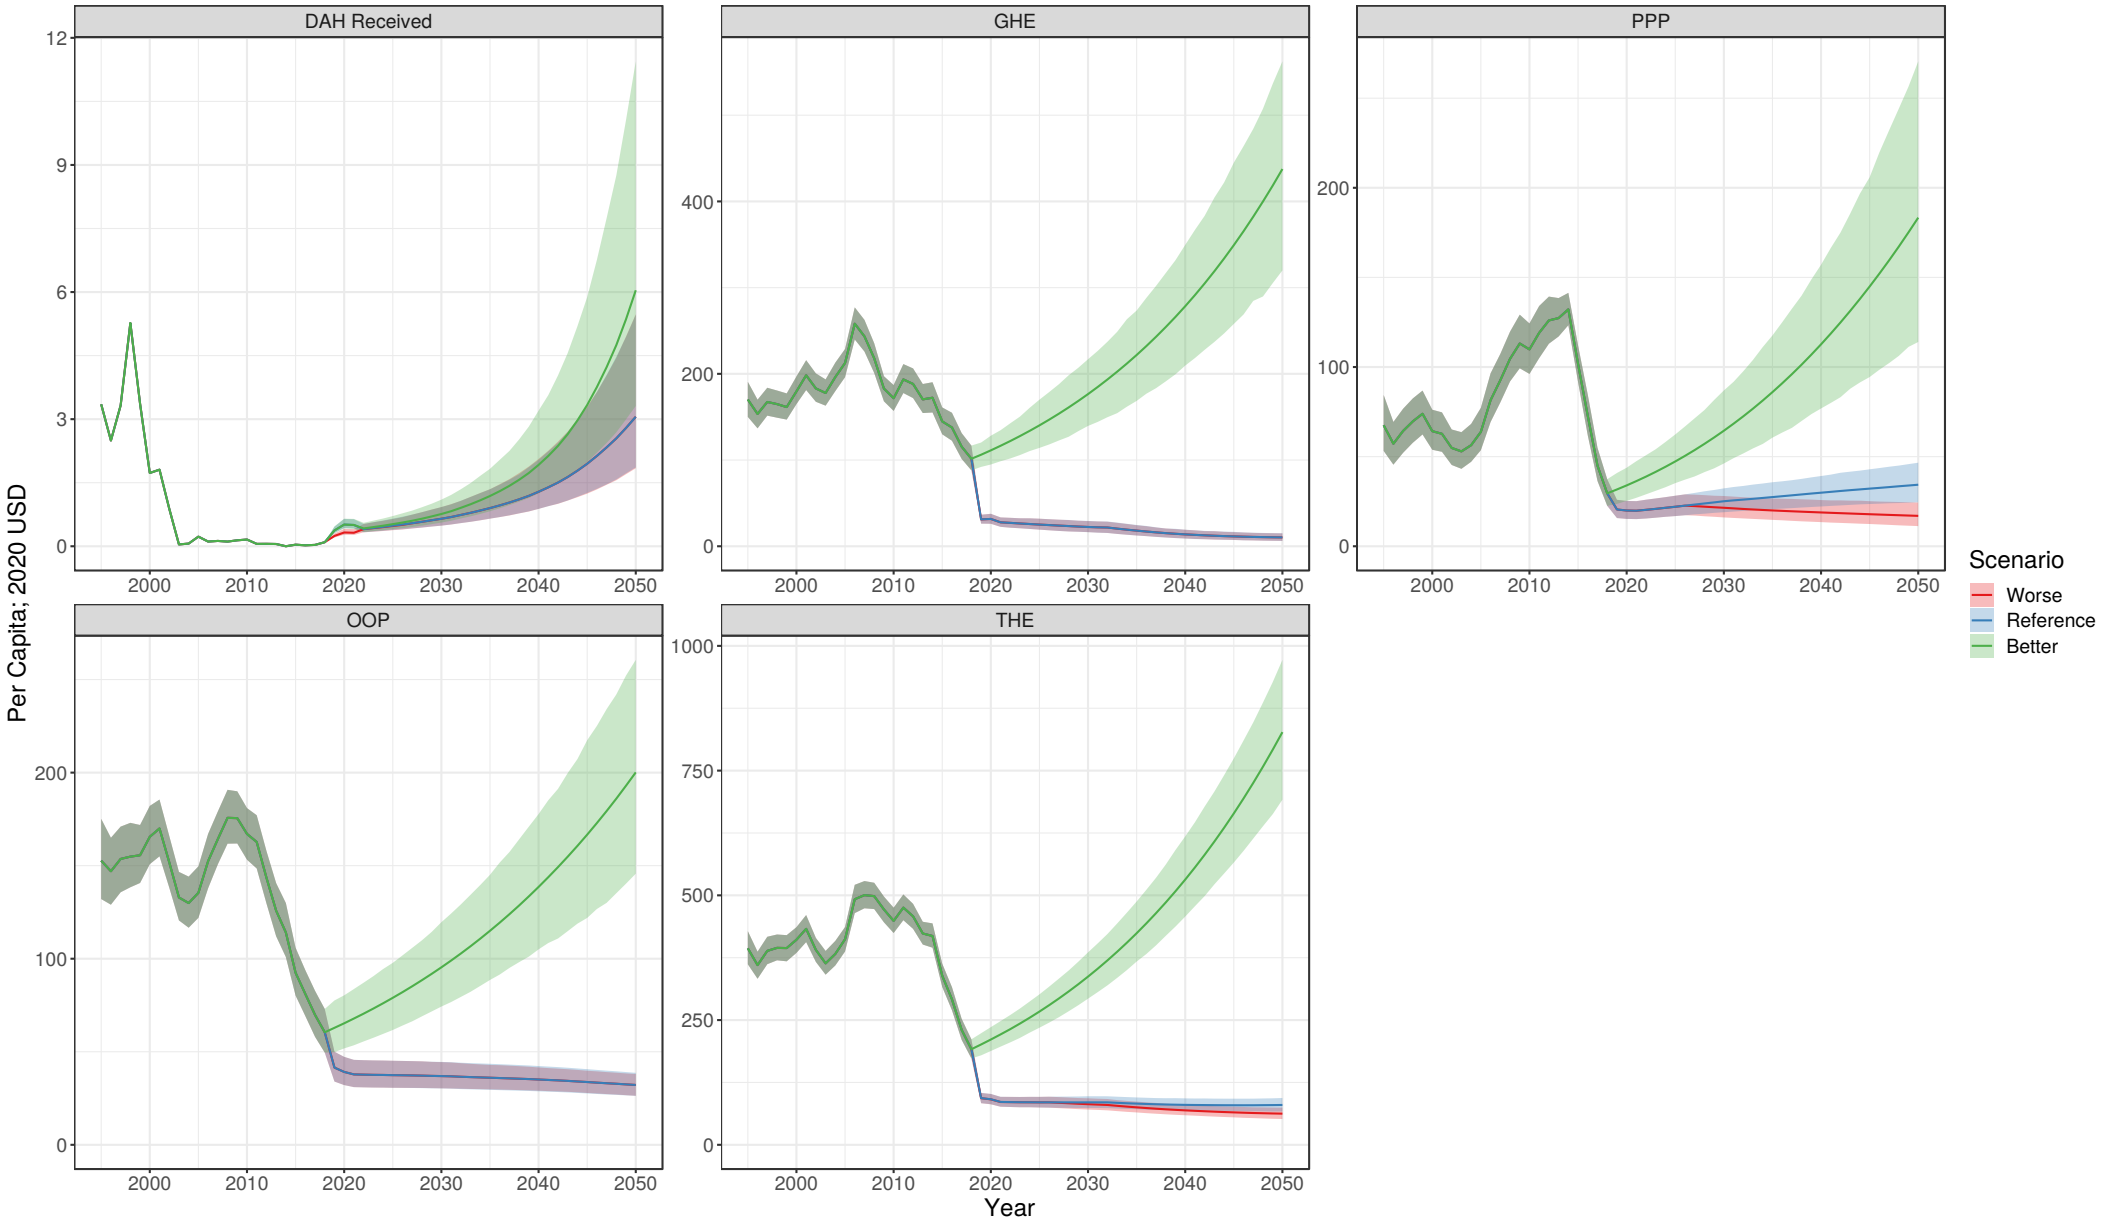 DAH Received
GHE
PPP
12
9
6
3
0
400
200
0
200
100
0
2000 2010 2020 2030 2040 2050
2000 2010 2020 2030 2040 2050
2000 2010 2020 2030 2040 2050
Per Capita; 2020 USD
OOP
THE
200
100
0
1000
750
500
250
0
2000 2010 2020 2030 2040 2050
2000 2010 2020 2030 2040 2050
Year
Scenario
Worse
Reference
Better